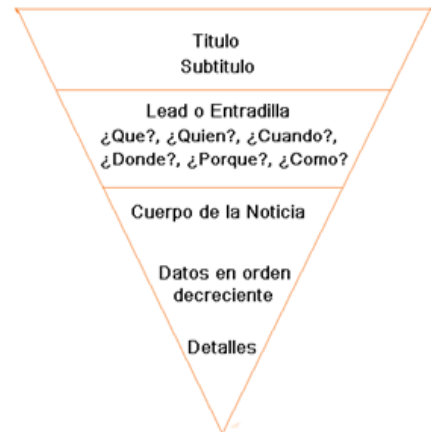 Titulo
Subtitulo
Lead o Entradilla
¿Que?, ¿Quien?, ¿Cuando?,
¿Donde?, ¿Porque?, ¿Como?
Cuerpo de la Noticia
Datos en orden
decreciente
Detalles